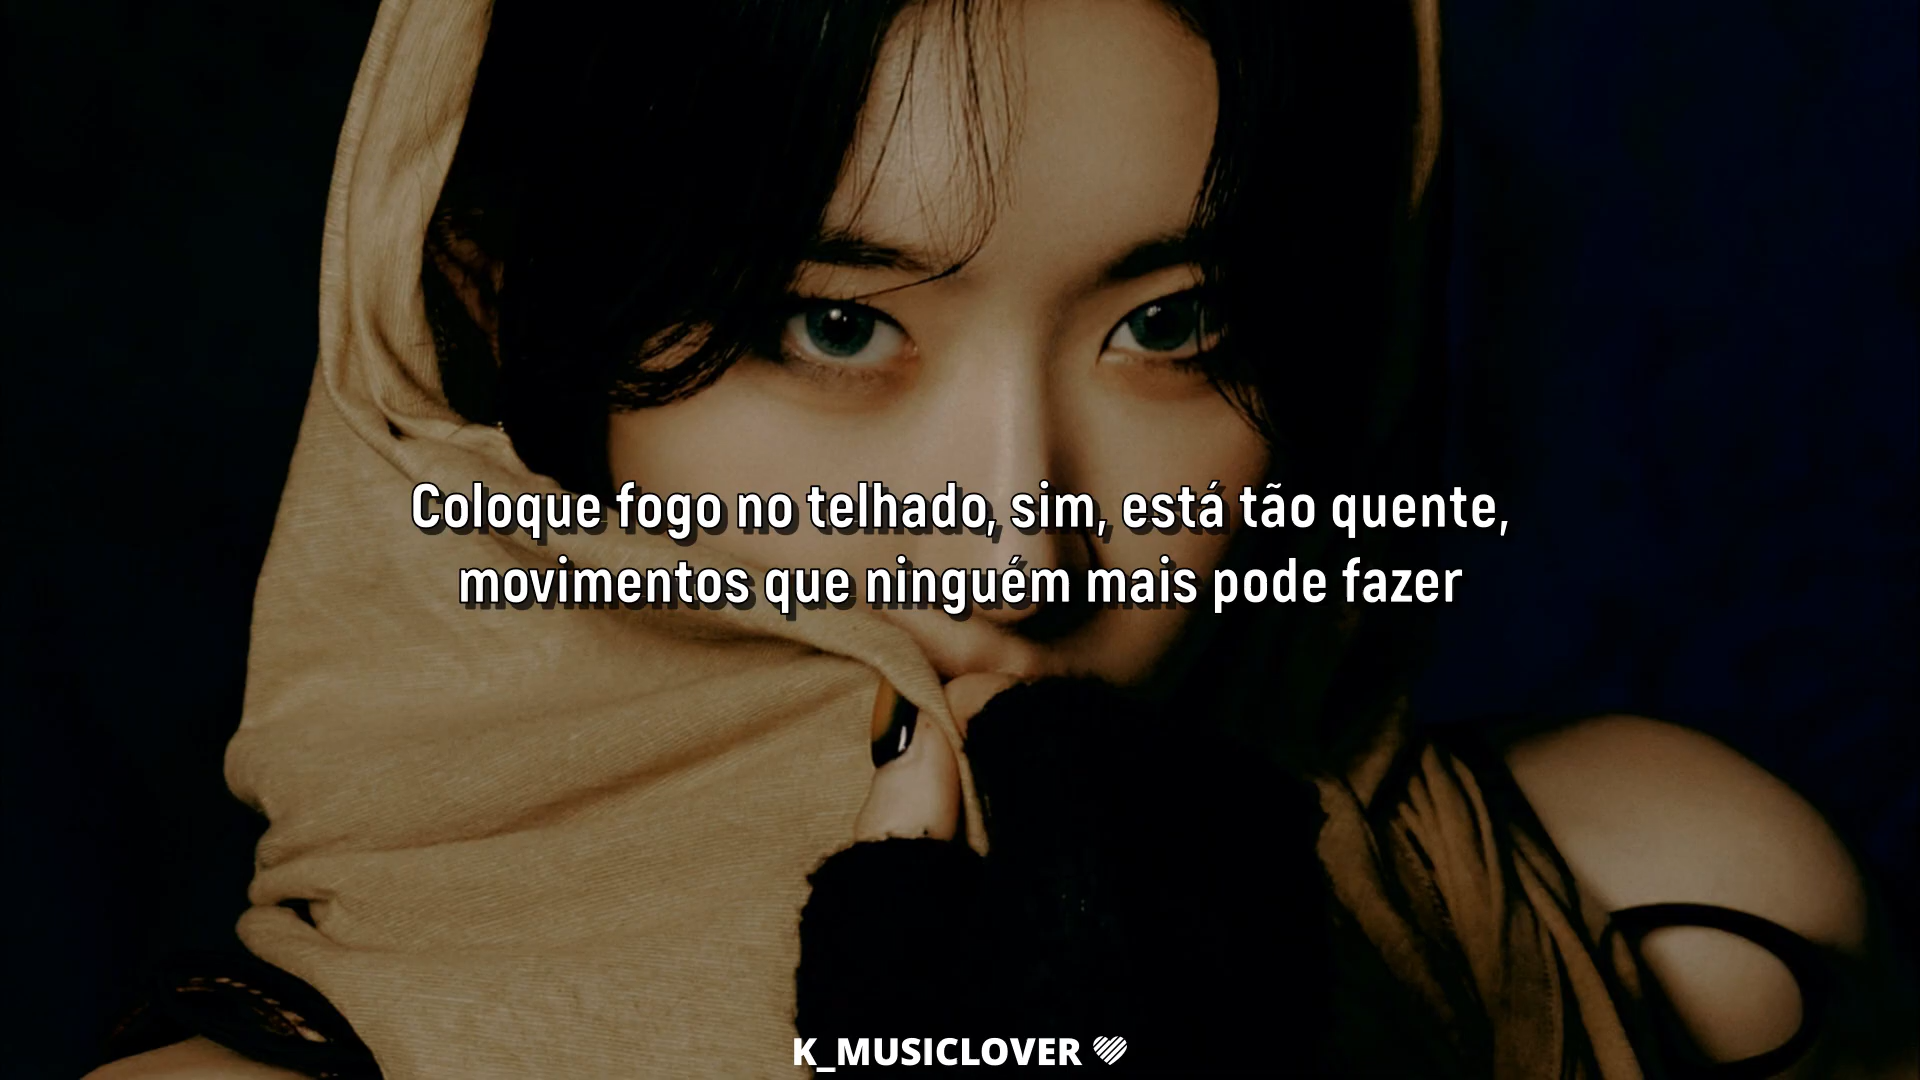 Coloque fogo no telhado, sim, está tão quente,
movimentos que ninguém mais pode fazer
K_MUSICLOVER